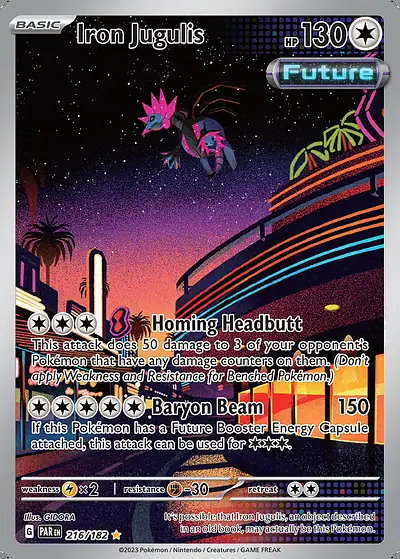 BASIC
Iron Jugulis
HP 130
Future
Homing Headbutt
This attack does 50 damage to 3 of your opponent's
Pokémon that have any damage counters on them. (Don't
apply Weakness and Resistance for Benched Pokémon.)
Baryon Beam 150
If this Pokémon has a Future Booster Energy Capsule
attached, this attack can be used for ✶✶✶.
weakness ×2 resistance -30 retreat
Illus. GIDORA
G PAR EN 216/182
It's possible that Iron Jugulis, an object described
in an old book, may actually be this Pokémon.
©2023 Pokémon / Nintendo / Creatures / GAME FREAK